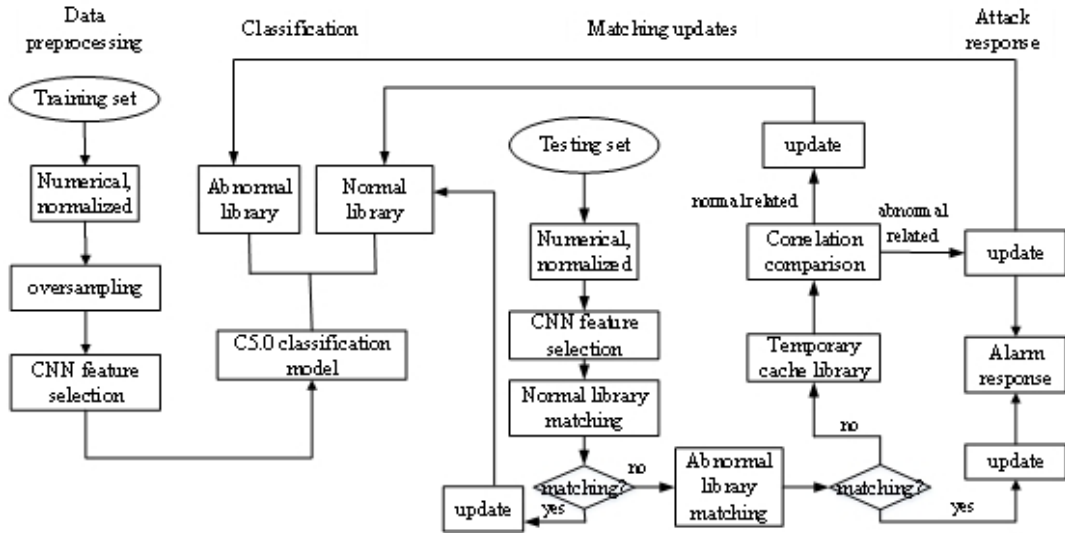 Data
preprocessing
Classification
Matching updates
Attack
response
Training set
Numerical,
normalized
oversampling
CNN feature
selection
Abnormal
library
Normal
library
C5.0 classification
model
Testing set
Numerical,
normalized
CNN feature
selection
Normal library
matching
matching?
yes
no
update
Abnormal
library
matching
matching?
no
yes
Temporary
cache library
Correlation
comparison
normal related
abnormal
related
update
update
Alarm
response
update